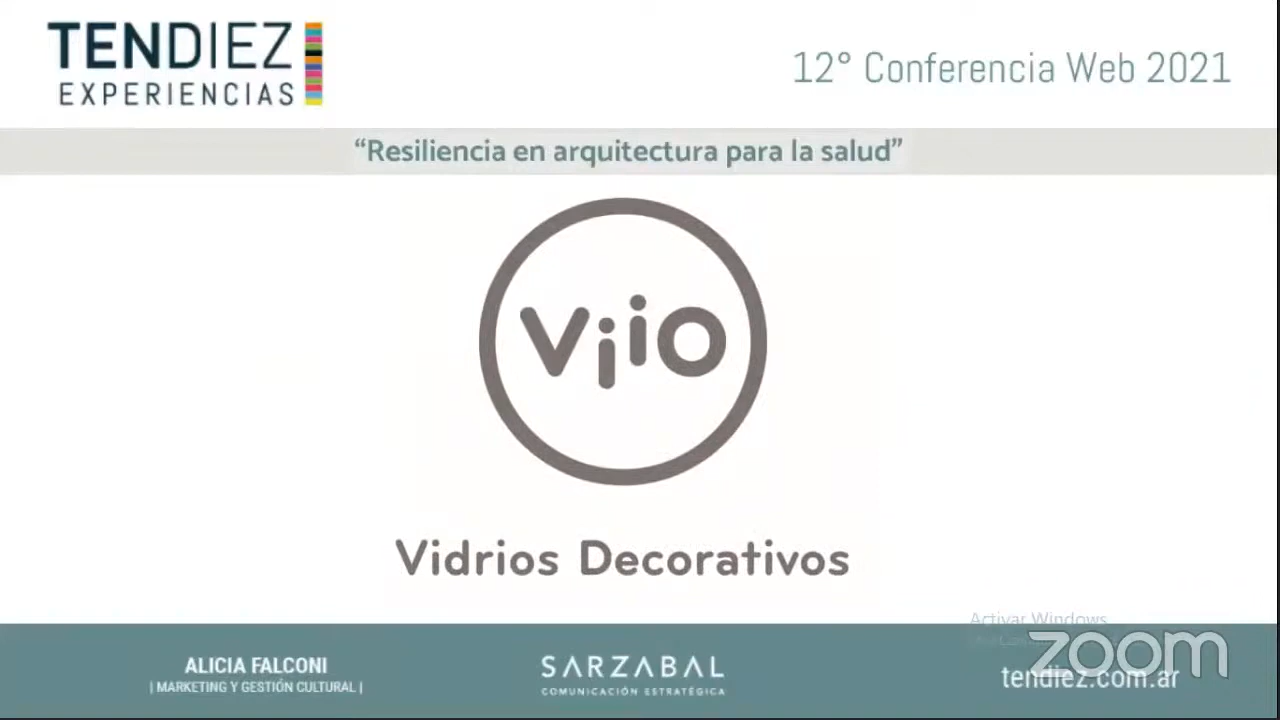 TENDIEZ
EXPERIENCIAS
12° Conferencia Web 2021
“Resiliencia en arquitectura para la salud”
Viio
Vidrios Decorativos
Activar Windows
zoom
ALICIA FALCONI
| MARKETING Y GESTIÓN CULTURAL |
SARZABAL
COMUNICACIÓN ESTRATÉGICA
tendiez.com.ar